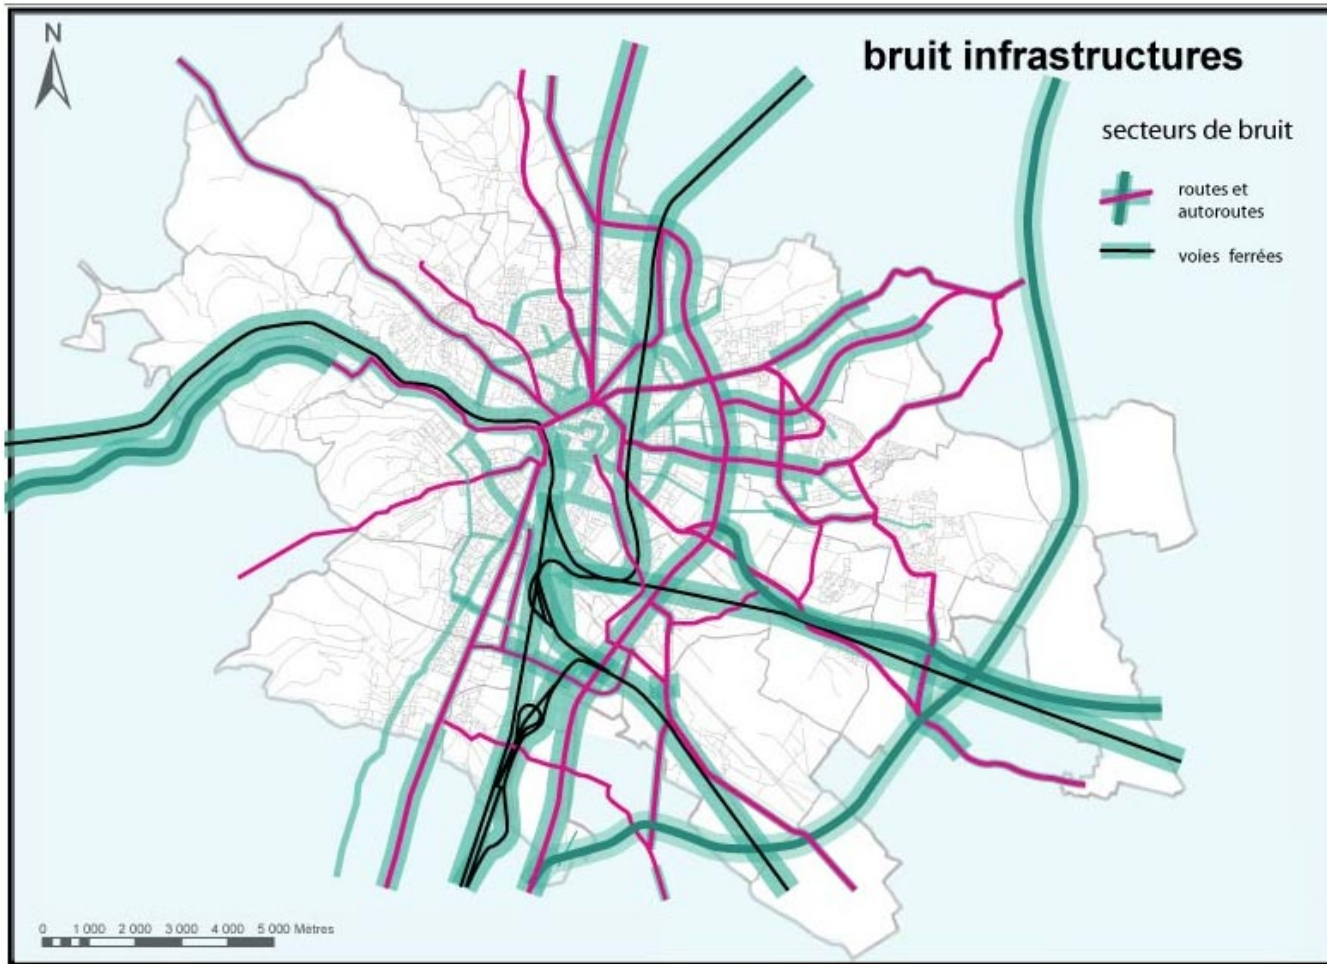 N
bruit infrastructures
secteurs de bruit
routes et
autoroutes
voies ferrées
0 1 000 2 000 3 000 4 000 5 000 Mètres